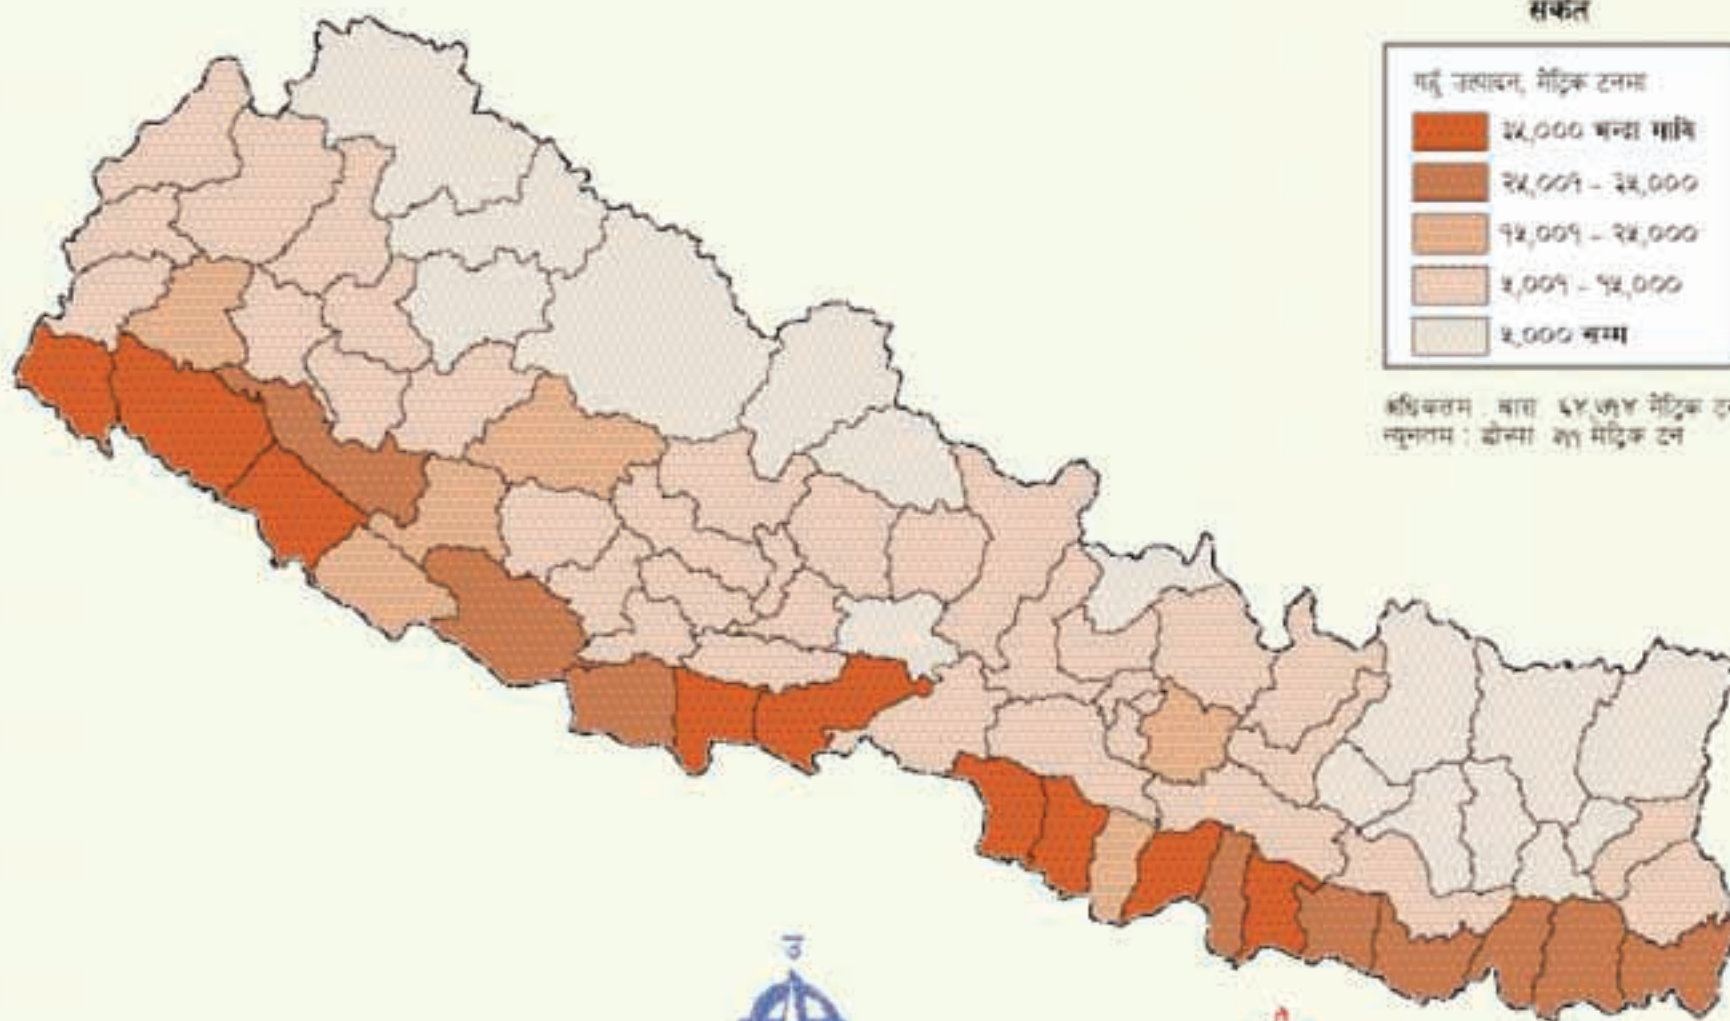 संकेत
गहुँ उत्पादन, मेट्रिक टनमा
३५,००० भन्दा माथि
२५,००१ - ३५,०००
१५,००१ - २५,०००
५,००१ - १५,०००
५,००० सम्म
अधिकतम : बारा मेट्रिक
न्यूनतम : डोल्पा मेट्रिक टन
उ